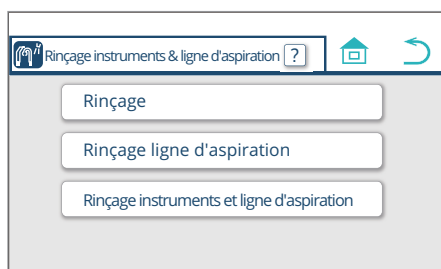 Rinçage instruments & ligne d'aspiration ?
Rinçage
Rinçage ligne d'aspiration
Rinçage instruments et ligne d'aspiration